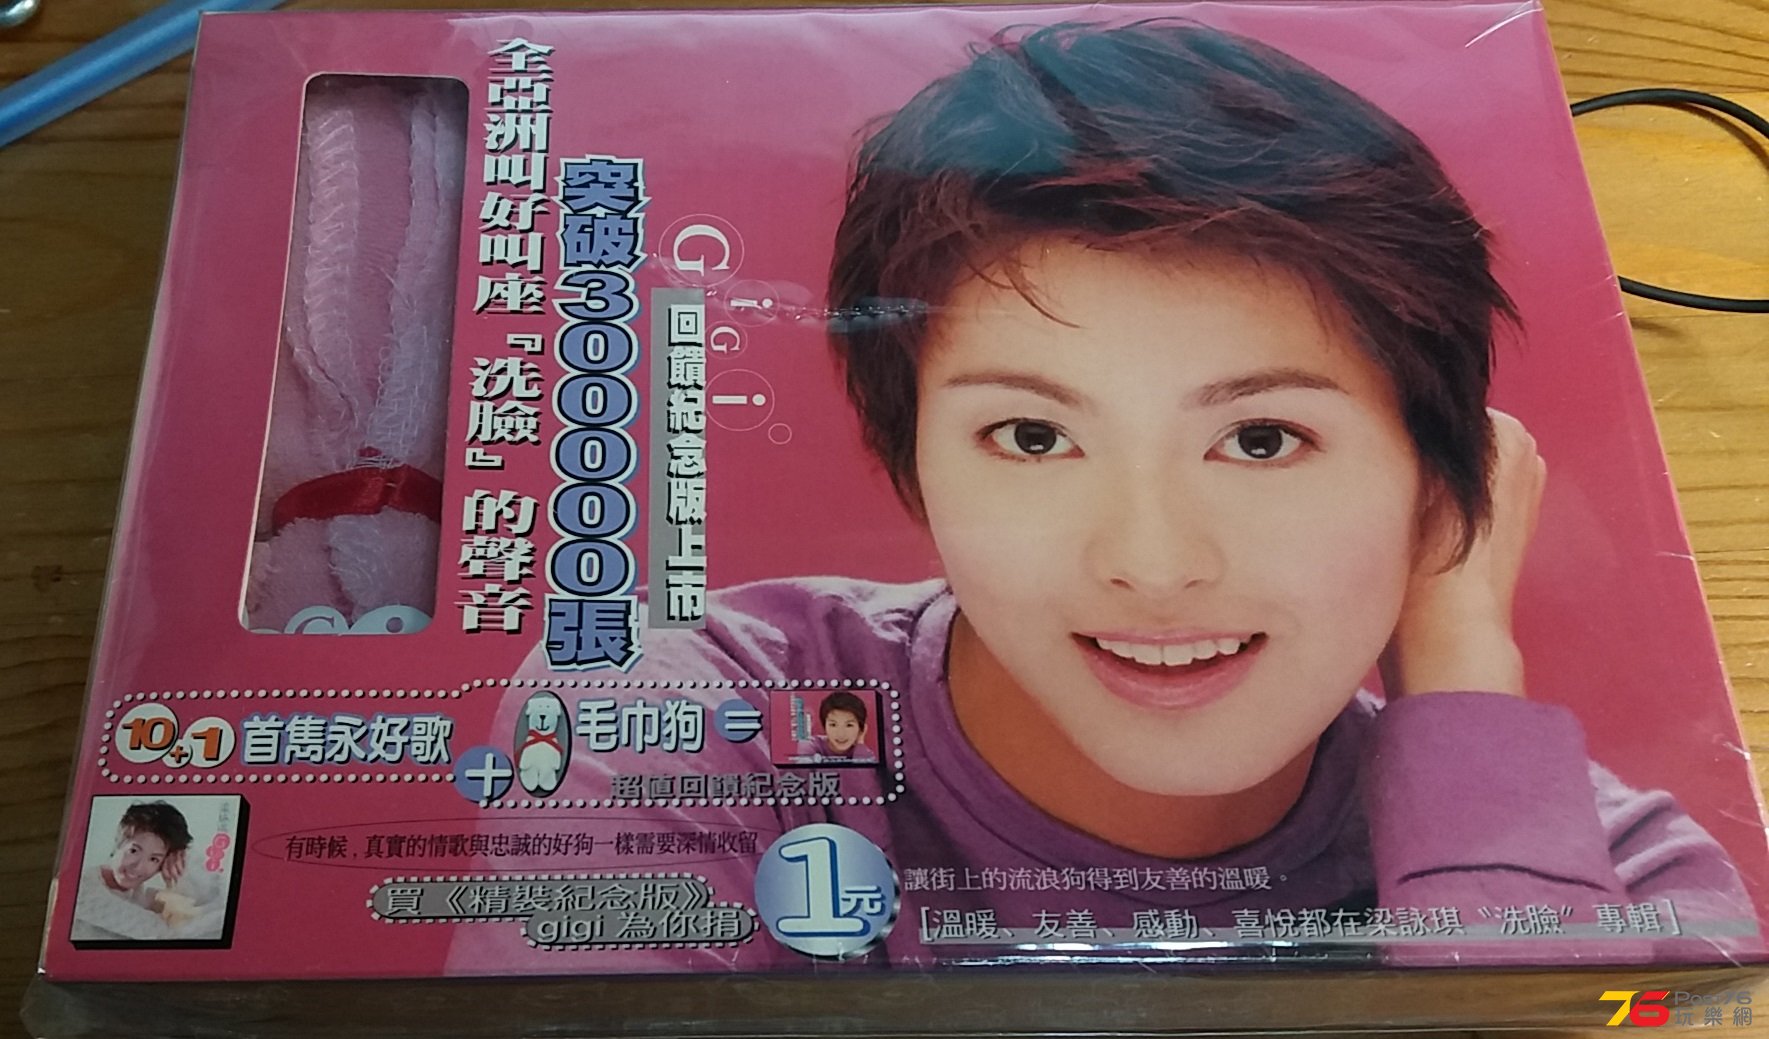 全亞洲叫好叫座『洗臉』的聲音
突破3000000張
回饋紀念版上市
GiGi
10+1首雋永好歌
+
毛巾狗
=
超值回饋紀念版
有時候,真實的情歌與忠誠的好狗一樣需要深情收留
買《精裝紀念版》
gigi 為你捐
1元
讓街上的流浪狗得到友善的溫暖。
[溫暖、友善、感動、喜悅都在梁詠琪“洗臉”專輯]
76 Post76
玩樂網